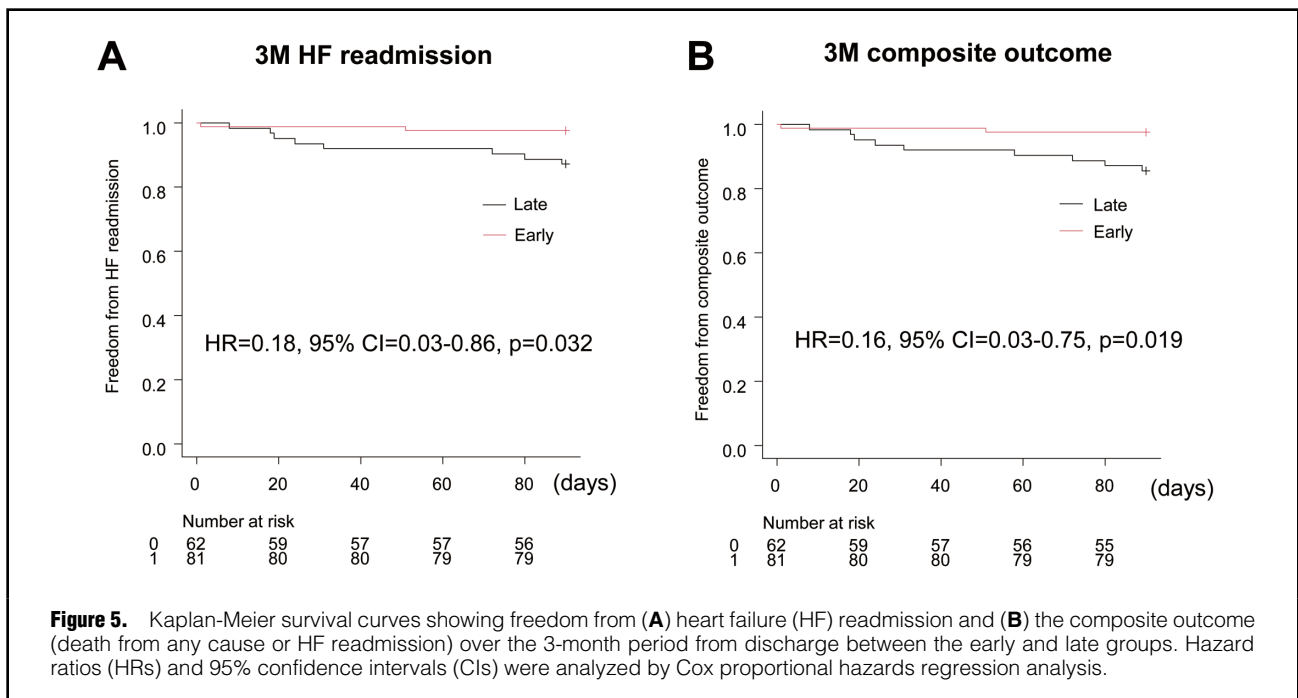 A 3M HF readmission
Freedom from HF readmission
1.0
0.8
0.6
0.4
0.2
0.0
Late
Early
HR=0.18, 95% CI=0.03-0.86, p=0.032
0 20 40 60 80 (days)
Number at risk
0 62 59 57 57 56
1 81 80 80 79 79
B 3M composite outcome
Freedom from composite outcome
1.0
0.8
0.6
0.4
0.2
0.0
Late
Early
HR=0.16, 95% CI=0.03-0.75, p=0.019
0 20 40 60 80 (days)
Number at risk
0 62 59 57 56 55
1 81 80 80 79 79
Figure 5. Kaplan-Meier survival curves showing freedom from (A) heart failure (HF) readmission and (B) the composite outcome
(death from any cause or HF readmission) over the 3-month period from discharge between the early and late groups. Hazard
ratios (HRs) and 95% confidence intervals (CIs) were analyzed by Cox proportional hazards regression analysis.